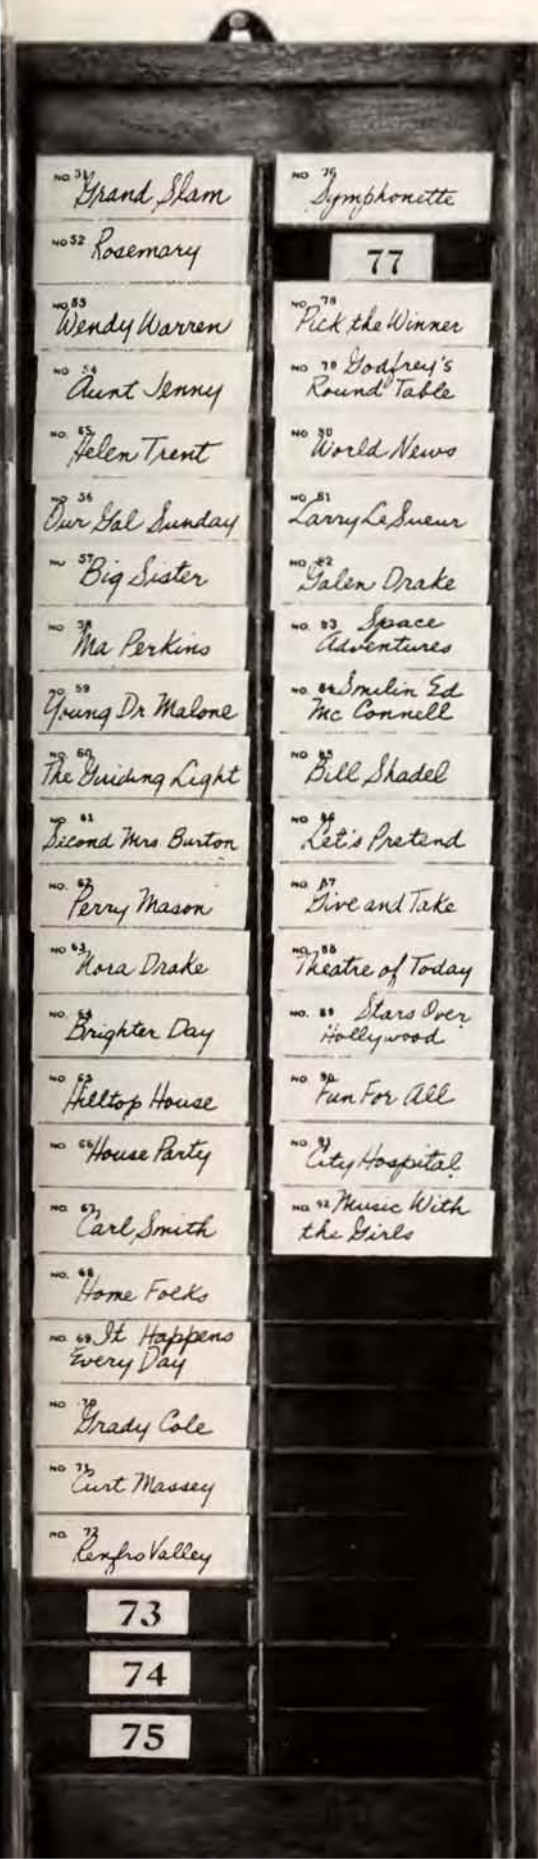 NO 51
Grand Slam
NO 52 Rosemary
NO 53
Wendy Warren
NO 54
Aunt Jenny
NO. 55
Helen Trent
NO 56
Our Gal Sunday
NO 57
Big Sister
NO 58
Ma Perkins
NO. 59
Young Dr Malone
NO. 60
The Guiding Light
NO 61
Second Mrs. Burton
NO. 62
Perry Mason
NO 63
Nora Drake
NO. 64
Brighter Day
NO 65
Hilltop House
NO 66 House Party
NO. 67
Carl Smith
NO. 68
Home Folks
NO. 69 It Happens
Every Day
NO 70
Grady Cole
NO 71
Curt Massey
NO. 72
Renfro Valley
73
74
75
NO 76
Symphonette
77
NO. 78
Pick the Winner
NO. 79 Godfrey's
Round Table
NO 80
World News
NO 81
Larry LeSueur
NO 82
Galen Drake
NO. 83 Space
Adventures
NO. 84 Smilin Ed
Mc Connell
NO 85
Bill Shadel
NO 86
Let's Pretend
NO 87
Give and Take
NO. 88
Theatre of Today
NO. 89 Stars Over
Hollywood
NO 90
Fun For All
NO 91
City Hospital
NO 92 Music With
the Girls